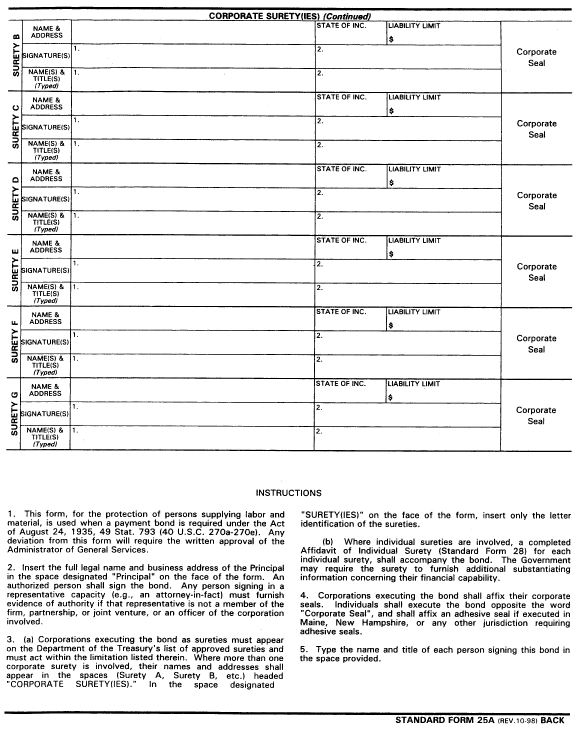 CORPORATE SURETY(IES) (Continued)
SURETY B
NAME & ADDRESS
STATE OF INC.
LIABILITY LIMIT
$
SIGNATURE(S)
1.
2.
NAME(S) & TITLE(S) (Typed)
1.
2.
Corporate Seal
SURETY C
NAME & ADDRESS
STATE OF INC.
LIABILITY LIMIT
$
SIGNATURE(S)
1.
2.
NAME(S) & TITLE(S) (Typed)
1.
2.
Corporate Seal
SURETY D
NAME & ADDRESS
STATE OF INC.
LIABILITY LIMIT
$
SIGNATURE(S)
1.
2.
NAME(S) & TITLE(S) (Typed)
1.
2.
Corporate Seal
SURETY E
NAME & ADDRESS
STATE OF INC.
LIABILITY LIMIT
$
SIGNATURE(S)
1.
2.
NAME(S) & TITLE(S) (Typed)
1.
2.
Corporate Seal
SURETY F
NAME & ADDRESS
STATE OF INC.
LIABILITY LIMIT
$
SIGNATURE(S)
1.
2.
NAME(S) & TITLE(S) (Typed)
1.
2.
Corporate Seal
SURETY G
NAME & ADDRESS
STATE OF INC.
LIABILITY LIMIT
$
SIGNATURE(S)
1.
2.
NAME(S) & TITLE(S) (Typed)
1.
2.
Corporate Seal
INSTRUCTIONS
1. This form, for the protection of persons supplying labor and
material, is used when a payment bond is required under the Act
of August 24, 1935, 49 Stat. 793 (40 U.S.C. 270a-270e). Any
deviation from this form will require the written approval of the
Administrator of General Services.
2. Insert the full legal name and business address of the Principal
in the space designated "Principal" on the face of the form. An
authorized person shall sign the bond. Any person signing in a
representative capacity (e.g., an attorney-in-fact) must furnish
evidence of authority if that representative is not a member of the
firm, partnership, or joint venture, or an officer of the corporation
involved.
3. (a) Corporations executing the bond as sureties must appear
on the Department of the Treasury's list of approved sureties and
must act within the limitation listed therein. Where more than one
corporate surety is involved, their names and addresses shall
appear in the spaces (Surety A, Surety B, etc.) headed
"CORPORATE SURETY(IES)." In the space designated
"SURETY(IES)" on the face of the form, insert only the letter
identification of the sureties.
(b) Where individual sureties are involved, a completed
Affidavit of Individual Surety (Standard Form 28) for each
individual surety, shall accompany the bond. The Government
may require the surety to furnish additional substantiating
information concerning their financial capability.
4. Corporations executing the bond shall affix their corporate
seals. Individuals shall execute the bond opposite the word
"Corporate Seal", and shall affix an adhesive seal if executed in
Maine, New Hampshire, or any other jurisdiction requiring
adhesive seals.
5. Type the name and title of each person signing this bond in
the space provided.
STANDARD FORM 25A (REV. 10-98) BACK